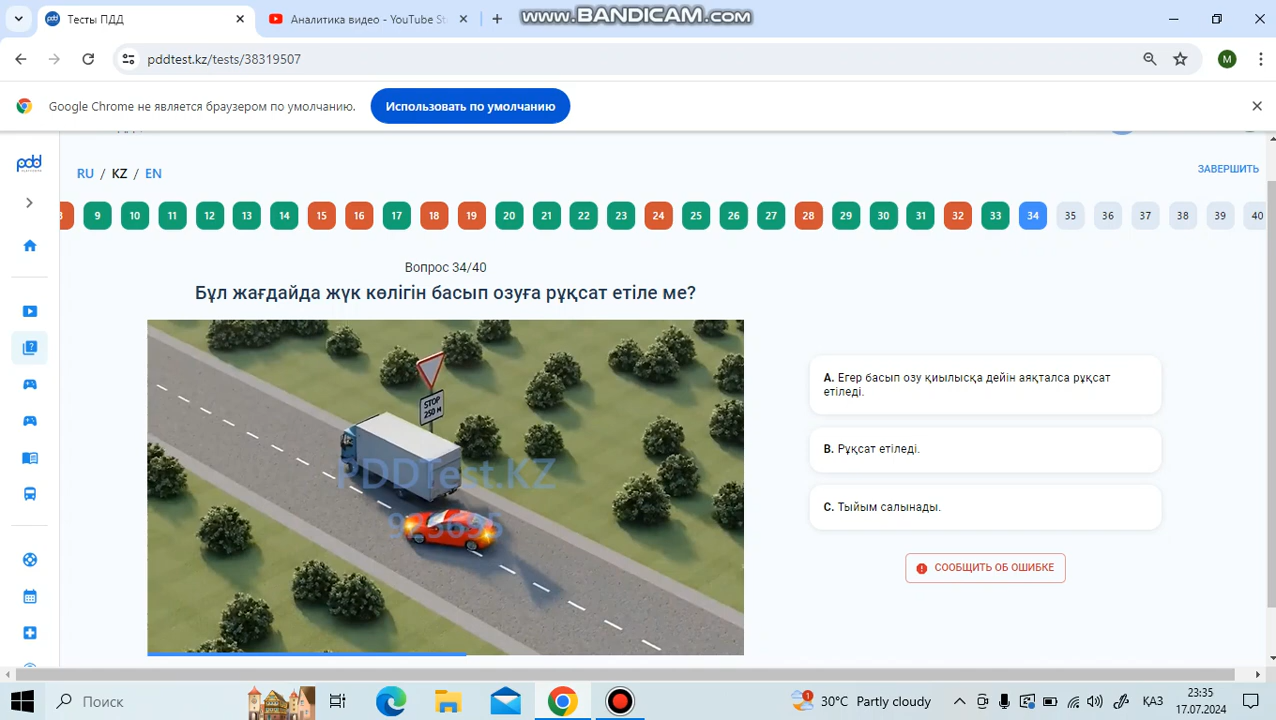 Тесты ПДД
Аналитика видео - YouTube St
WWW.BANDICAM.COM
pddtest.kz/tests/38319507
M
Google Chrome не является браузером по умолчанию.
Использовать по умолчанию
pdd
RU / KZ / EN
ЗАВЕРШИТЬ
9 10 11 12 13 14 15 16 17 18 19 20 21 22 23 24 25 26 27 28 29 30 31 32 33 34 35 36 37 38 39 40
Вопрос 34/40
Бұл жағдайда жүк көлігін басып озуға рұқсат етіле ме?
STOP
250 м
PDDTest.KZ
A. Егер басып озу қиылысқа дейін аяқталса рұқсат
етіледі.
B. Рұқсат етіледі.
C. Тыйым салынады.
СООБЩИТЬ ОБ ОШИБКЕ
Поиск
1
30°C Partly cloudy
ҚАЗ
23:35
17.07.2024